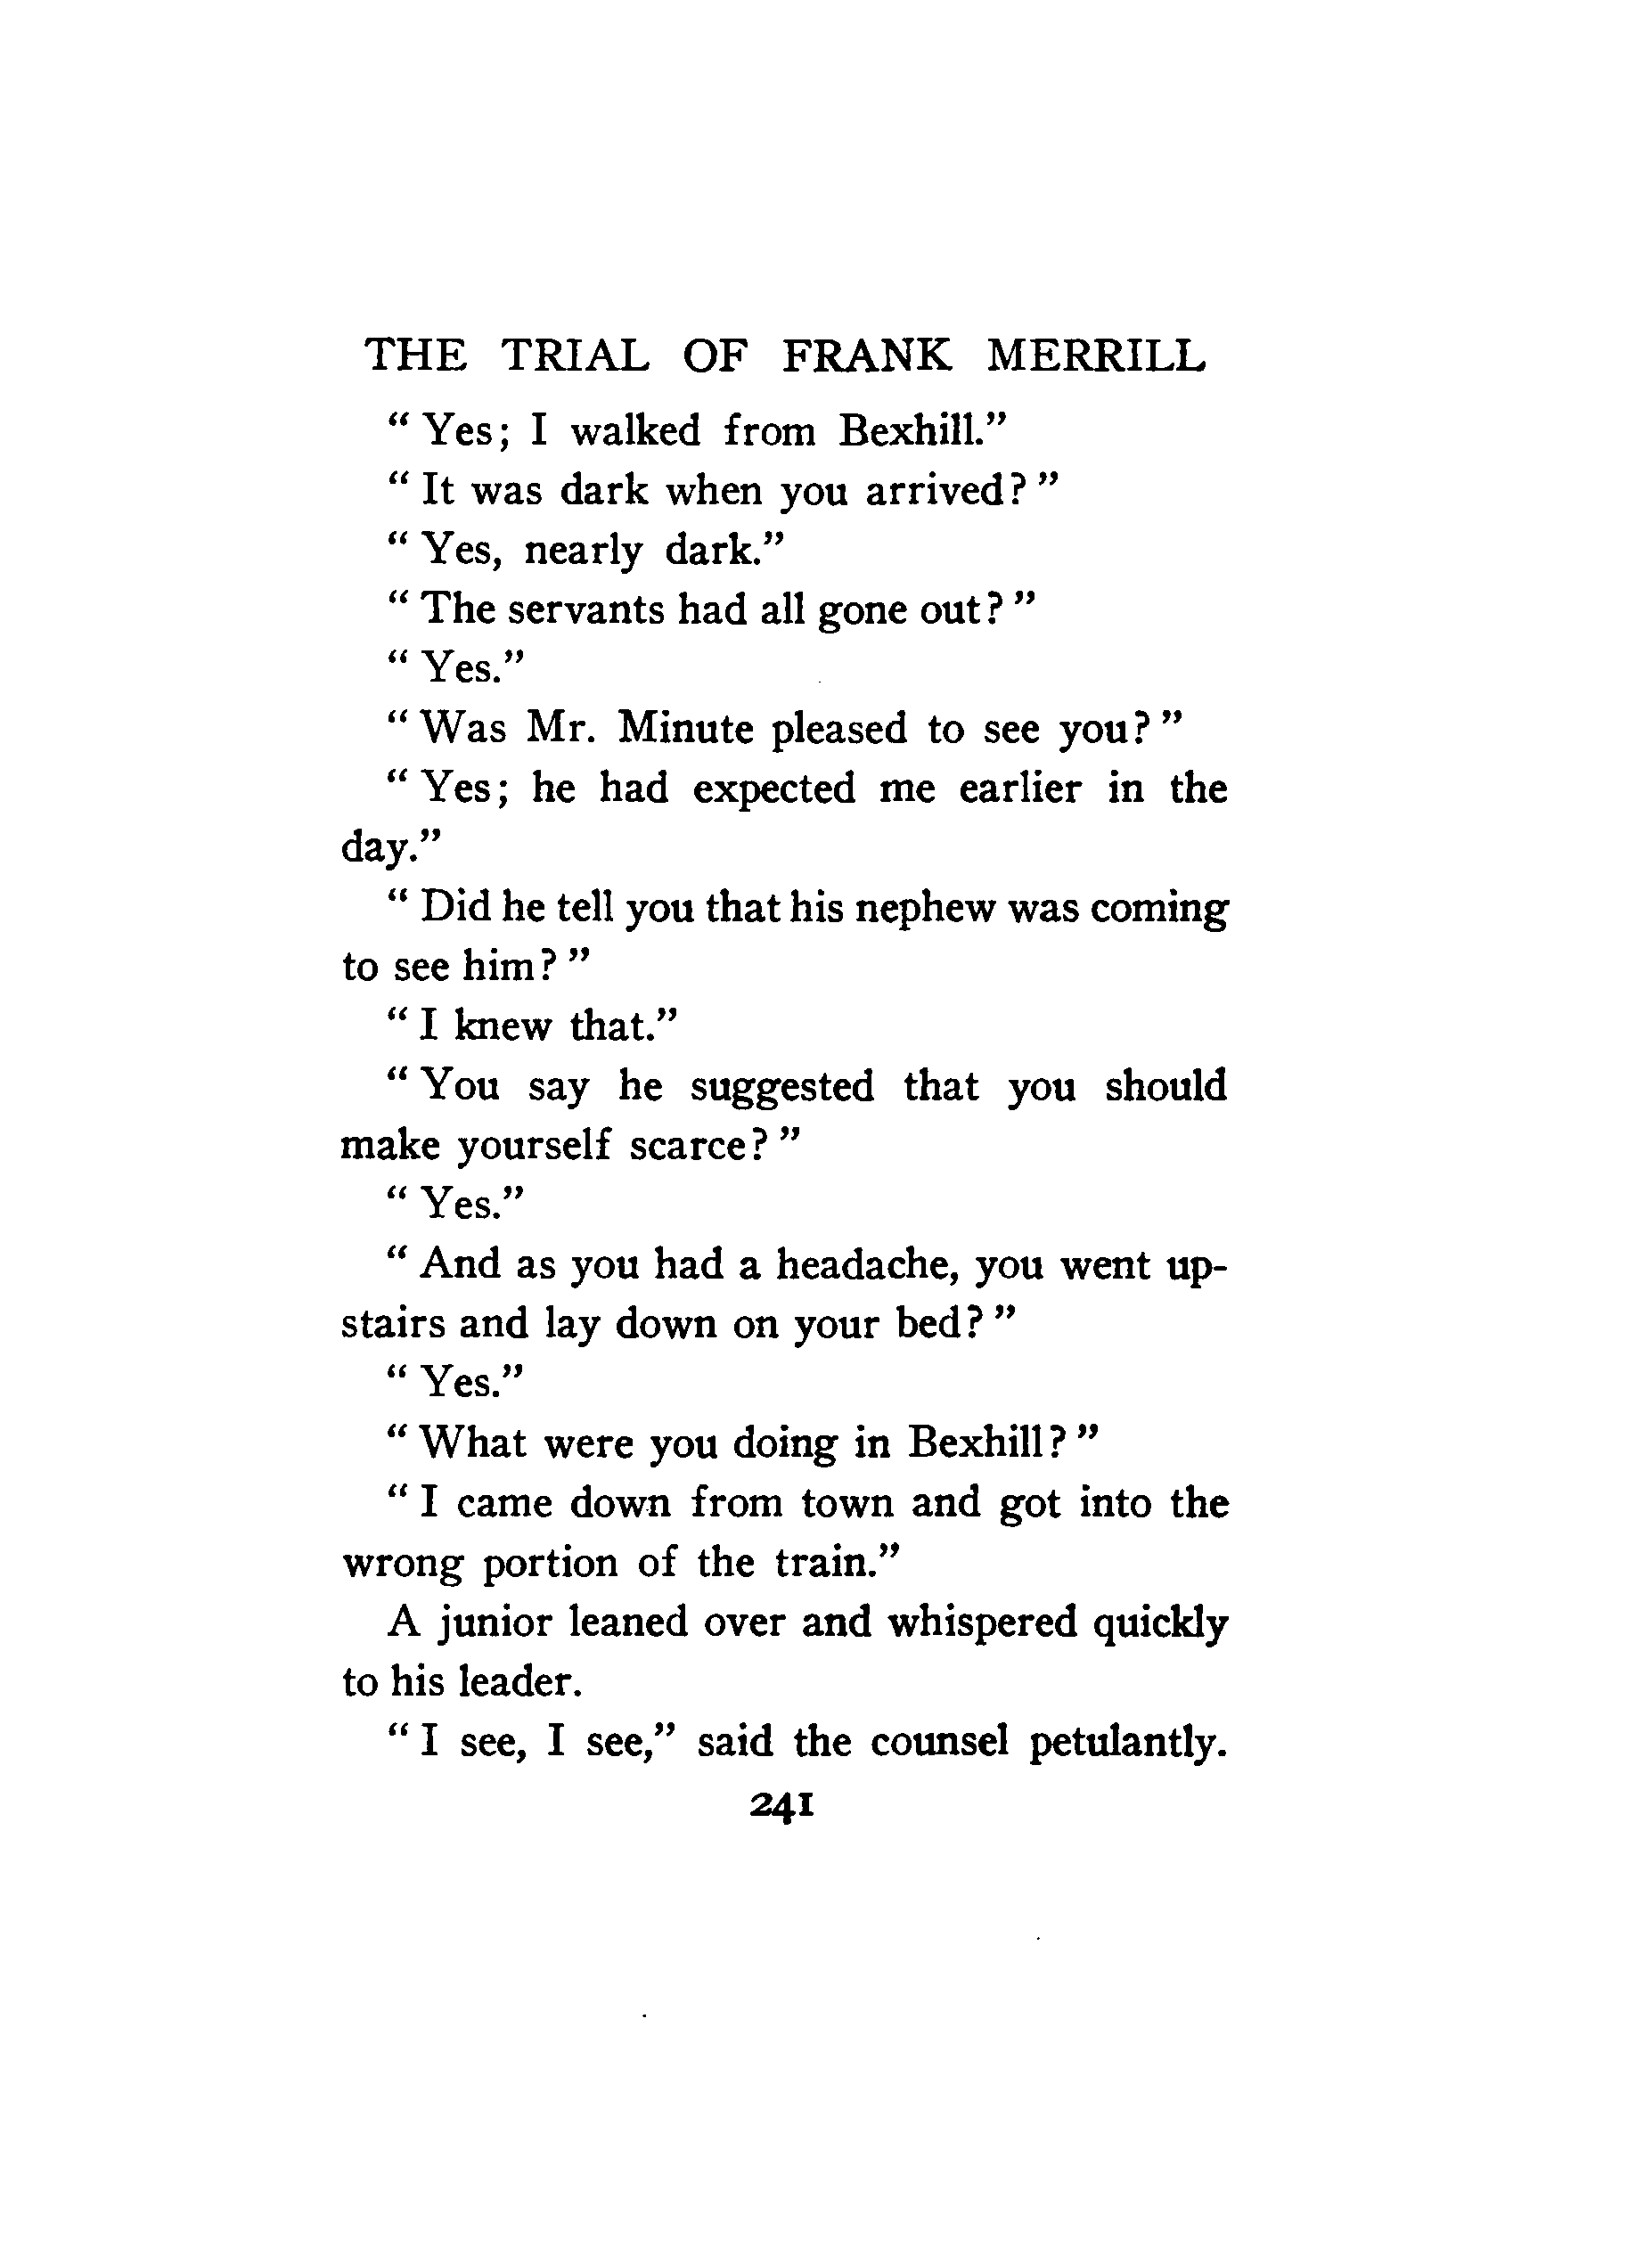 THE TRIAL OF FRANK MERRILL
“ Yes; I walked from Bexhill.”
“ It was dark when you arrived? ”
“ Yes, nearly dark.”
“ The servants had all gone out? ”
“ Yes.”
“ Was Mr. Minute pleased to see you? ”
“ Yes; he had expected me earlier in the
day.”
“ Did he tell you that his nephew was coming
to see him? ”
“ I knew that.”
“ You say he suggested that you should
make yourself scarce? ”
“ Yes.”
“ And as you had a headache, you went up-
stairs and lay down on your bed? ”
“ Yes.”
“ What were you doing in Bexhill? ”
“ I came down from town and got into the
wrong portion of the train.”
A junior leaned over and whispered quickly
to his leader.
“ I see, I see,” said the counsel petulantly.
241